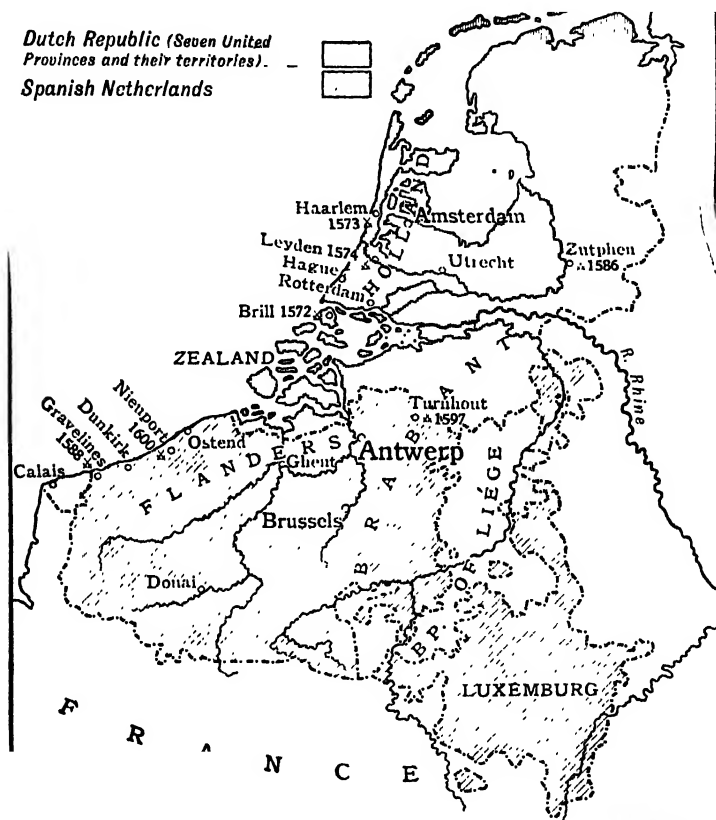 Dutch Republic (Seven United
Provinces and their territories).
Spanish Netherlands
HOLLAND
Haarlem
1573
Amsterdam
Leyden 1574
Hague
Utrecht
Zutphen
1586
Rotterdam
Brill 1572
ZEALAND
R. Rhine
Nieuport
1600
Dunkirk
Gravelines
1588
Calais
Ostend
FLANDERS
Ghent
Turnhout
1597
Antwerp
BRABANT
Brussels
BP. OF LIÉGE
Douai
LUXEMBURG
FRANCE